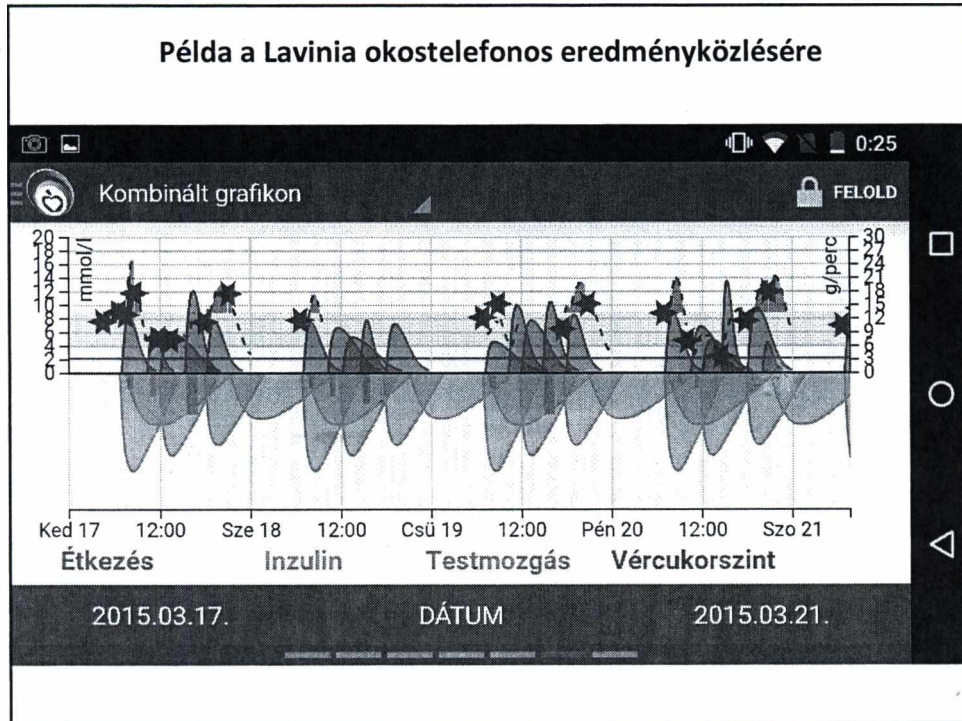 Példa a Lavinia okostelefonos eredményközlésére
0:25
Kombinált grafikon
FELOLD
20
18
16
14
12
10
8
6
4
2
0
mmol/l
30
27
24
21
18
15
12
9
6
3
0
g/perc
Ked 17 12:00 Sze 18 12:00 Csü 19 12:00 Pén 20 12:00 Szo 21
Étkezés Inzulin Testmozgás Vércukorszint
2015.03.17. DÁTUM 2015.03.21.